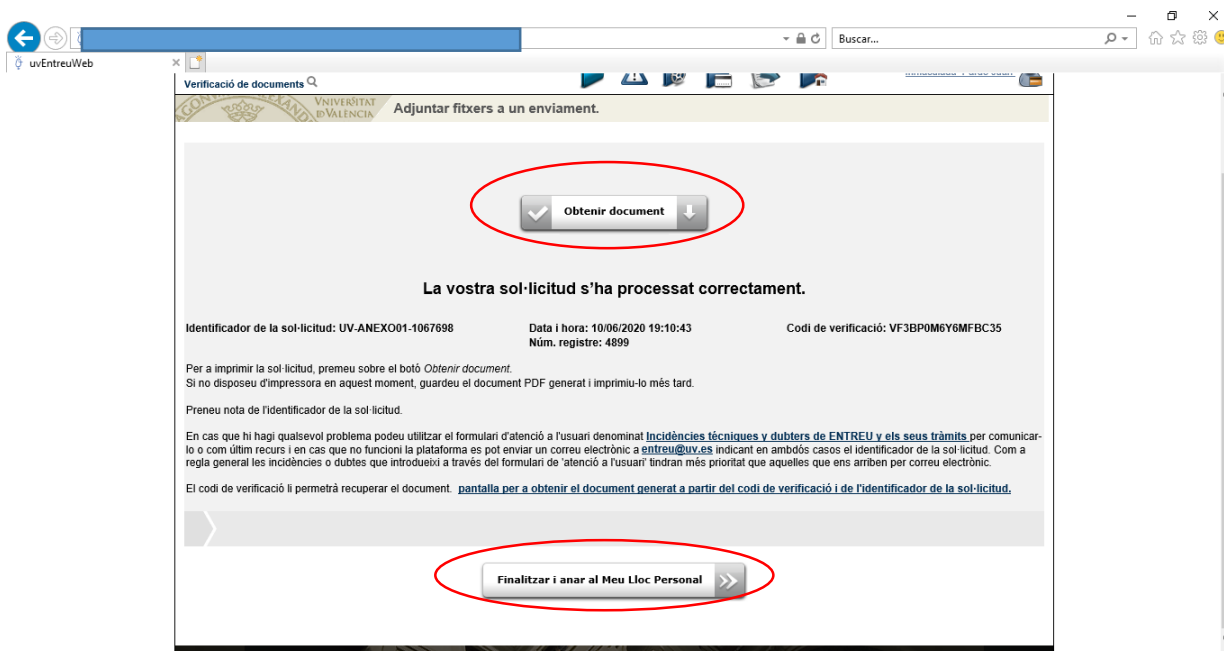 Buscar...
uvEntreuWeb
Verificació de documents
VNIVERSITAT
D VALÈNCIA
Adjuntar fitxers a un enviament.
Obtenir document
La vostra sol·licitud s'ha processat correctament.
Identificador de la sol·licitud: UV-ANEXO01-1067698
Data i hora: 10/06/2020 19:10:43
Codi de verificació: VF3BP0M6Y6MFBC35
Núm. registre: 4899
Per a imprimir la sol·licitud, premeu sobre el botó Obtenir document.
Si no disposeu d'impressora en aquest moment, guardeu el document PDF generat i imprimiu-lo més tard.
Preneu nota de l'identificador de la sol·licitud.
En cas que hi hagi qualsevol problema podeu utilitzar el formulari d'atenció a l'usuari denominat Incidències técniques y dubters de ENTREU y els seus tràmits per comunicar-
lo o com últim recurs i en cas que no funcioni la plataforma es pot enviar un correu electrònic a entreu@uv.es indicant en ambdós casos el identificador de la sol·licitud. Com a
regla general les incidències o dubtes que introdueixi a través del formulari de 'atenció a l'usuari' tindran més prioritat que aquelles que ens arriben per correu electrònic.
El codi de verificació li permetrà recuperar el document. pantalla per a obtenir el document generat a partir del codi de verificació i de l'identificador de la sol·licitud.
Finalitzar i anar al Meu Lloc Personal